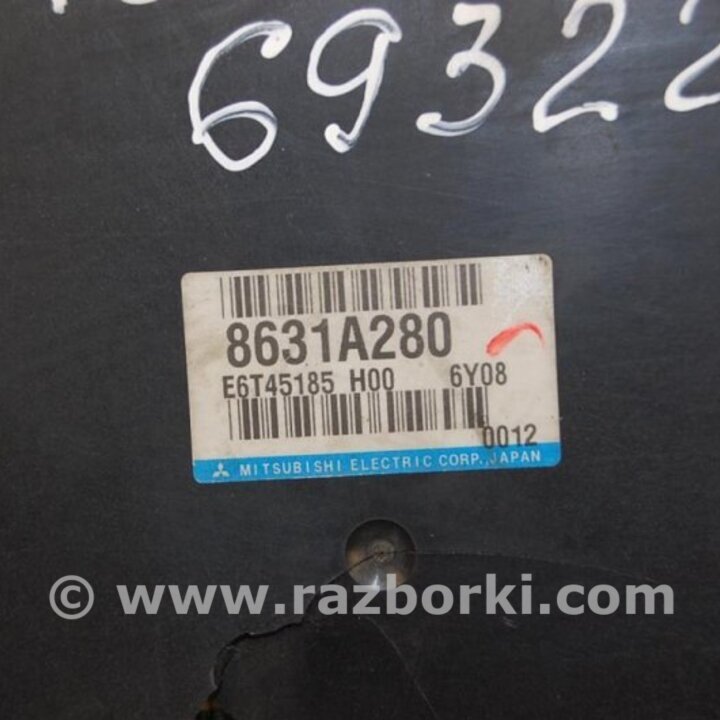 69322
8631A280
E6T45185 H00 6Y08
0012
MITSUBISHI ELECTRIC CORP., JAPAN
© www.razborki.com